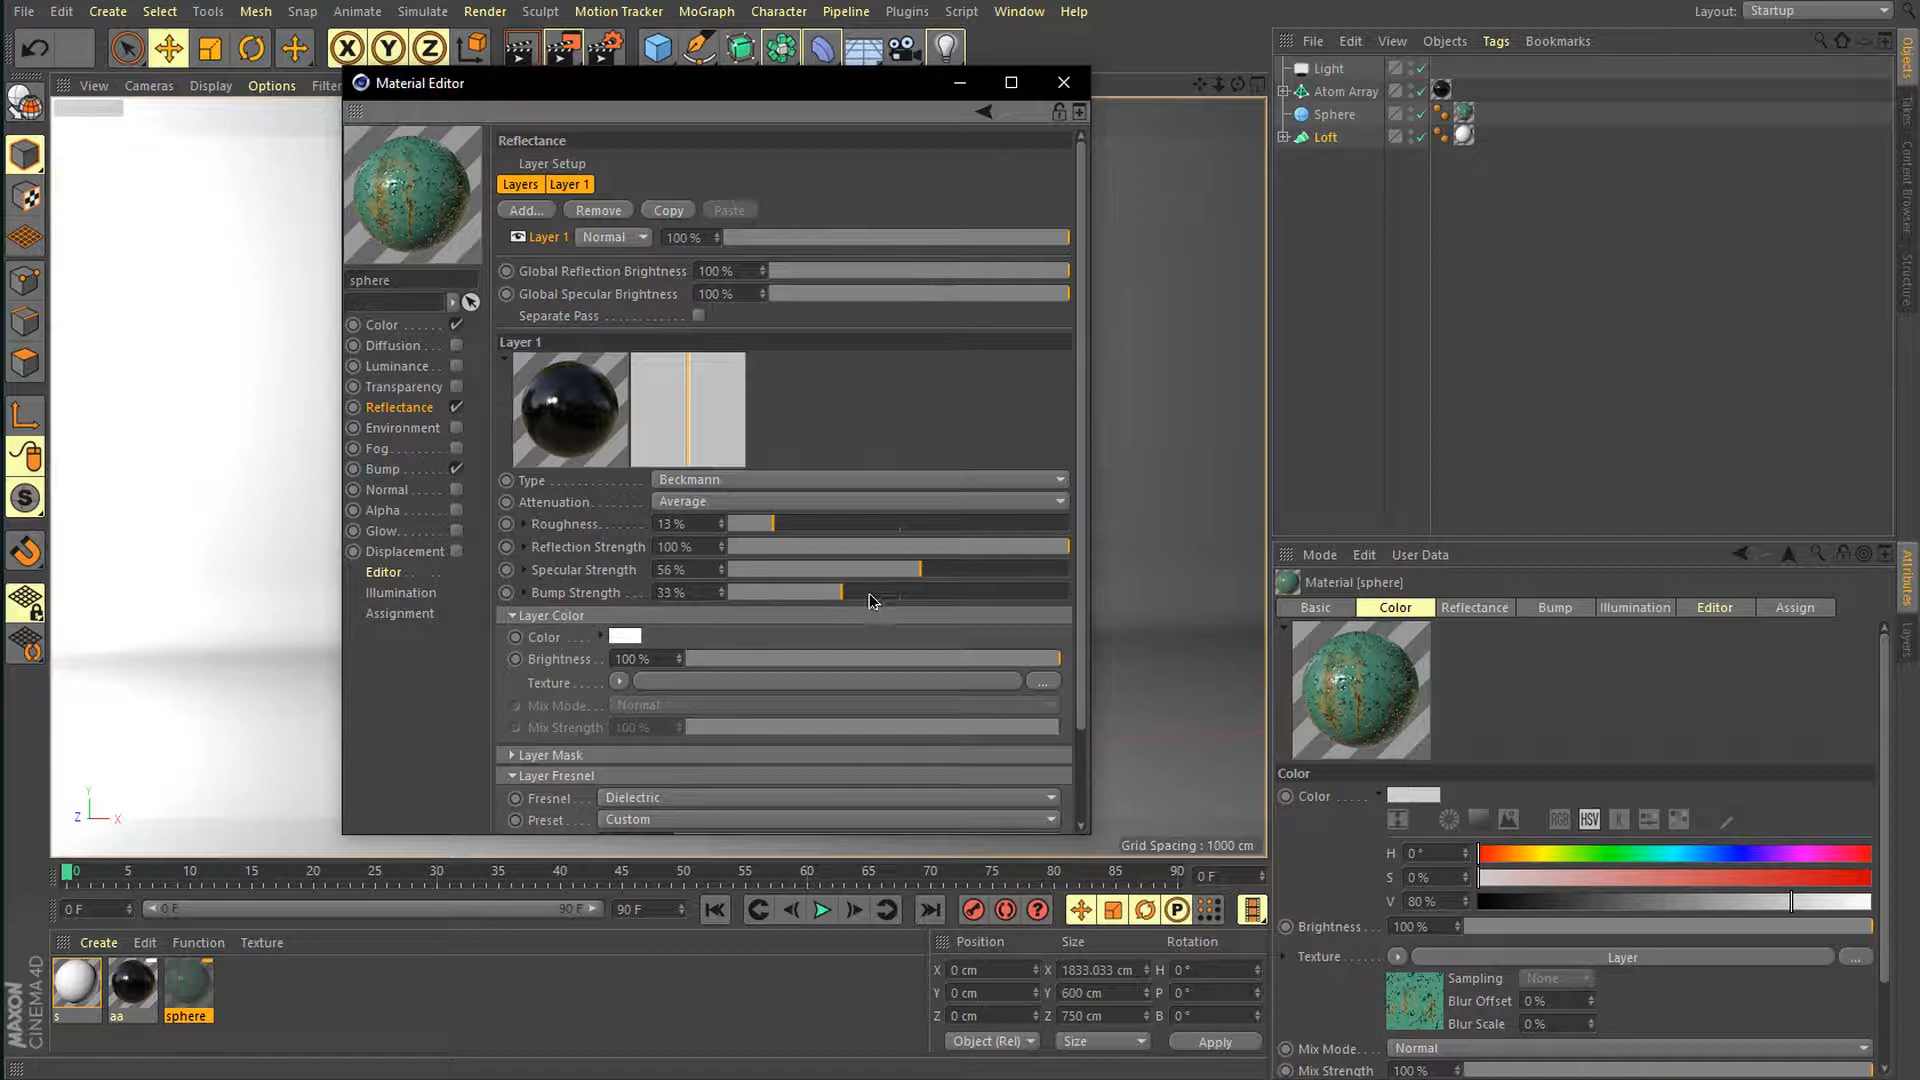 File Edit Create Select Tools Mesh Snap Animate Simulate Render Sculpt Motion Tracker MoGraph Character Pipeline Plugins Script Window Help
Layout: Startup
View Cameras Display Options Filter
Material Editor
File Edit View Objects Tags Bookmarks
Light
Atom Array
Sphere
Loft
Objects
Takes
Content Browser
Structure
Reflectance
Layer Setup
Layers Layer 1
Add... Remove Copy Paste
Layer 1 Normal 100 %
Global Reflection Brightness 100 %
Global Specular Brightness 100 %
Separate Pass
sphere
Color
Diffusion
Luminance
Transparency
Reflectance
Environment
Fog
Bump
Normal
Alpha
Glow
Displacement
Editor
Illumination
Assignment
Layer 1
Type Beckmann
Attenuation Average
Roughness 13 %
Reflection Strength 100 %
Specular Strength 56 %
Bump Strength 33 %
Layer Color
Color
Brightness 100 %
Texture ...
Mix Mode Normal
Mix Strength 100 %
Layer Mask
Layer Fresnel
Fresnel Dielectric
Preset Custom
Y
Z X
Grid Spacing : 1000 cm
0 5 10 15 20 25 30 35 40 45 50 55 60 65 70 75 80 85 90 0 F
0 F 0 F 90 F 90 F
Create Edit Function Texture
s aa sphere
MAXON
CINEMA 4D
Position Size Rotation
X 0 cm X 1833.033 cm H 0 °
Y 0 cm Y 600 cm P 0 °
Z 0 cm Z 750 cm B 0 °
Object (Rel) Size Apply
Mode Edit User Data
Material [sphere]
Basic Color Reflectance Bump Illumination Editor Assign
Attributes
Layers
Color
Color
RGB HSV K
H 0 °
S 0 %
V 80 %
Brightness 100 %
Texture Layer ...
Sampling None
Blur Offset 0 %
Blur Scale 0 %
Mix Mode Normal
Mix Strength 100 %